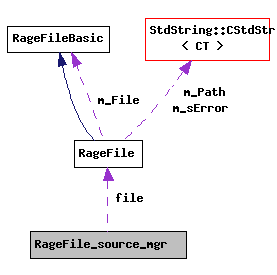 RageFileBasic
StdString::CStdStr
< CT >
m_File
m_Path
m_sError
RageFile
file
RageFile_source_mgr